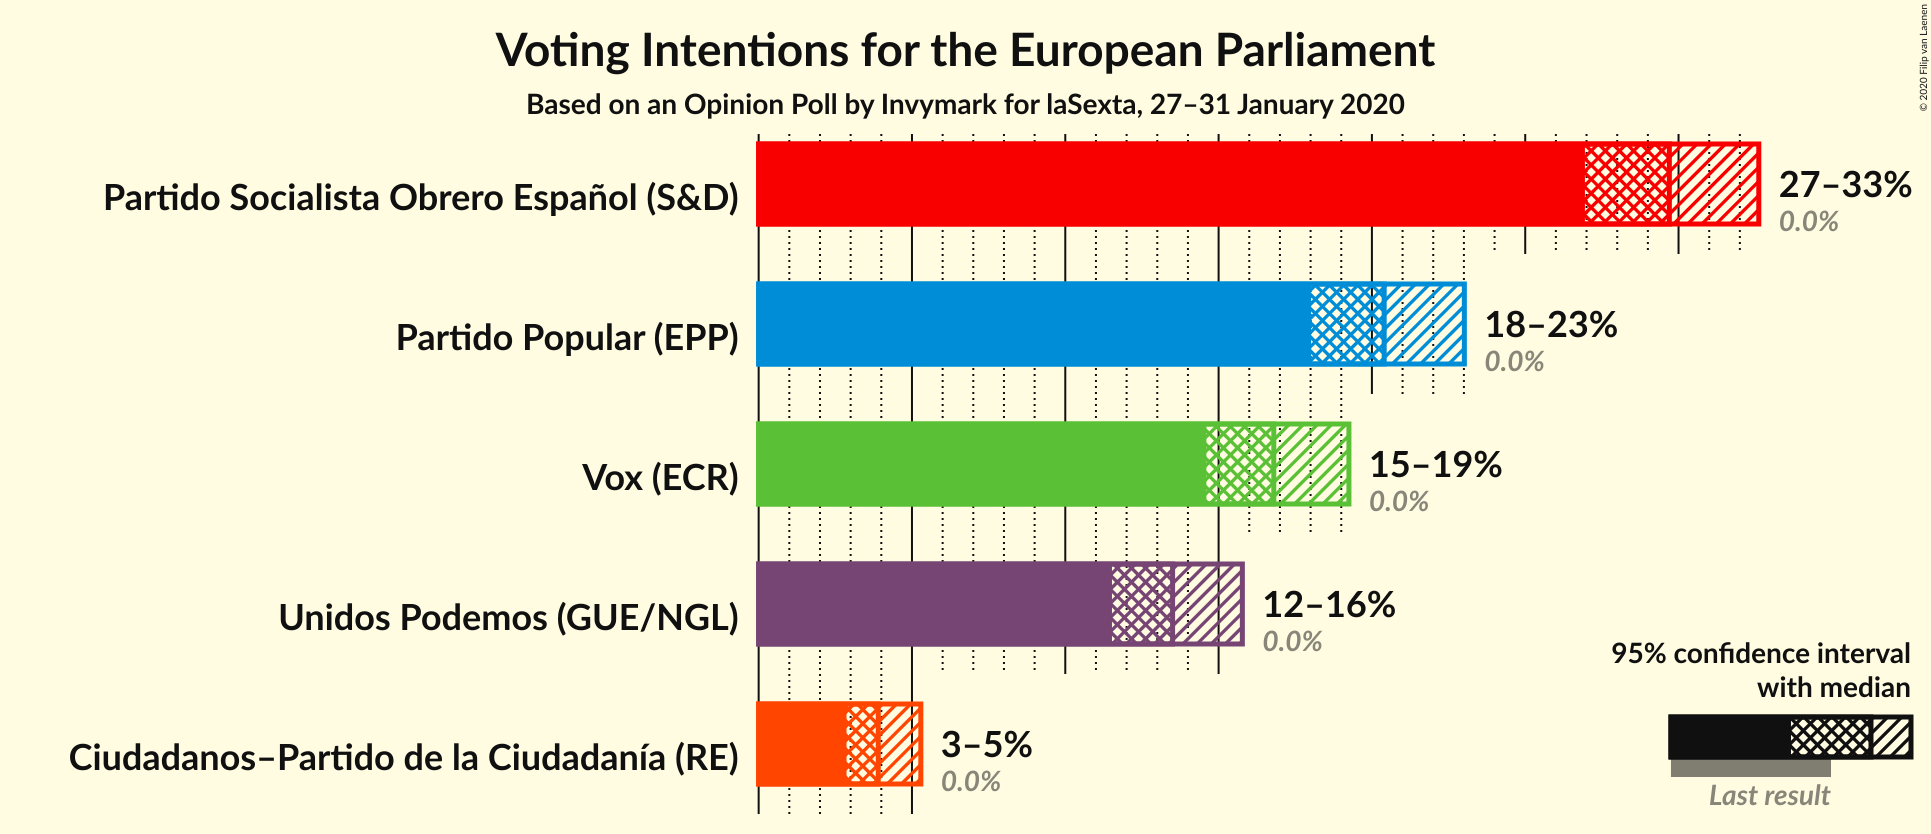 Voting Intentions for the European Parliament
Based on an Opinion Poll by Invymark for laSexta, 27–31 January 2020
© 2020 Filip van Laenen
Partido Socialista Obrero Español (S&D)
27–33%
0.0%
Partido Popular (EPP)
18–23%
0.0%
Vox (ECR)
15–19%
0.0%
Unidos Podemos (GUE/NGL)
12–16%
0.0%
Ciudadanos–Partido de la Ciudadanía (RE)
3–5%
0.0%
95% confidence interval
with median
Last result